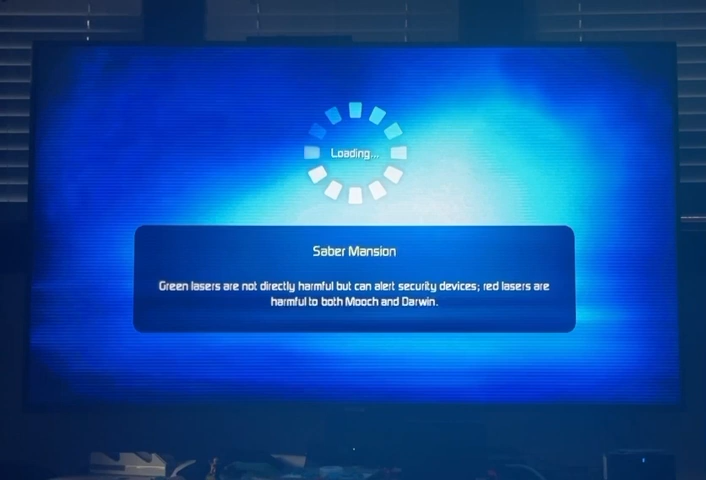 Loading...
Saber Mansion
Green lasers are not directly harmful but can alert security devices; red lasers are
harmful to both Mooch and Darwin.